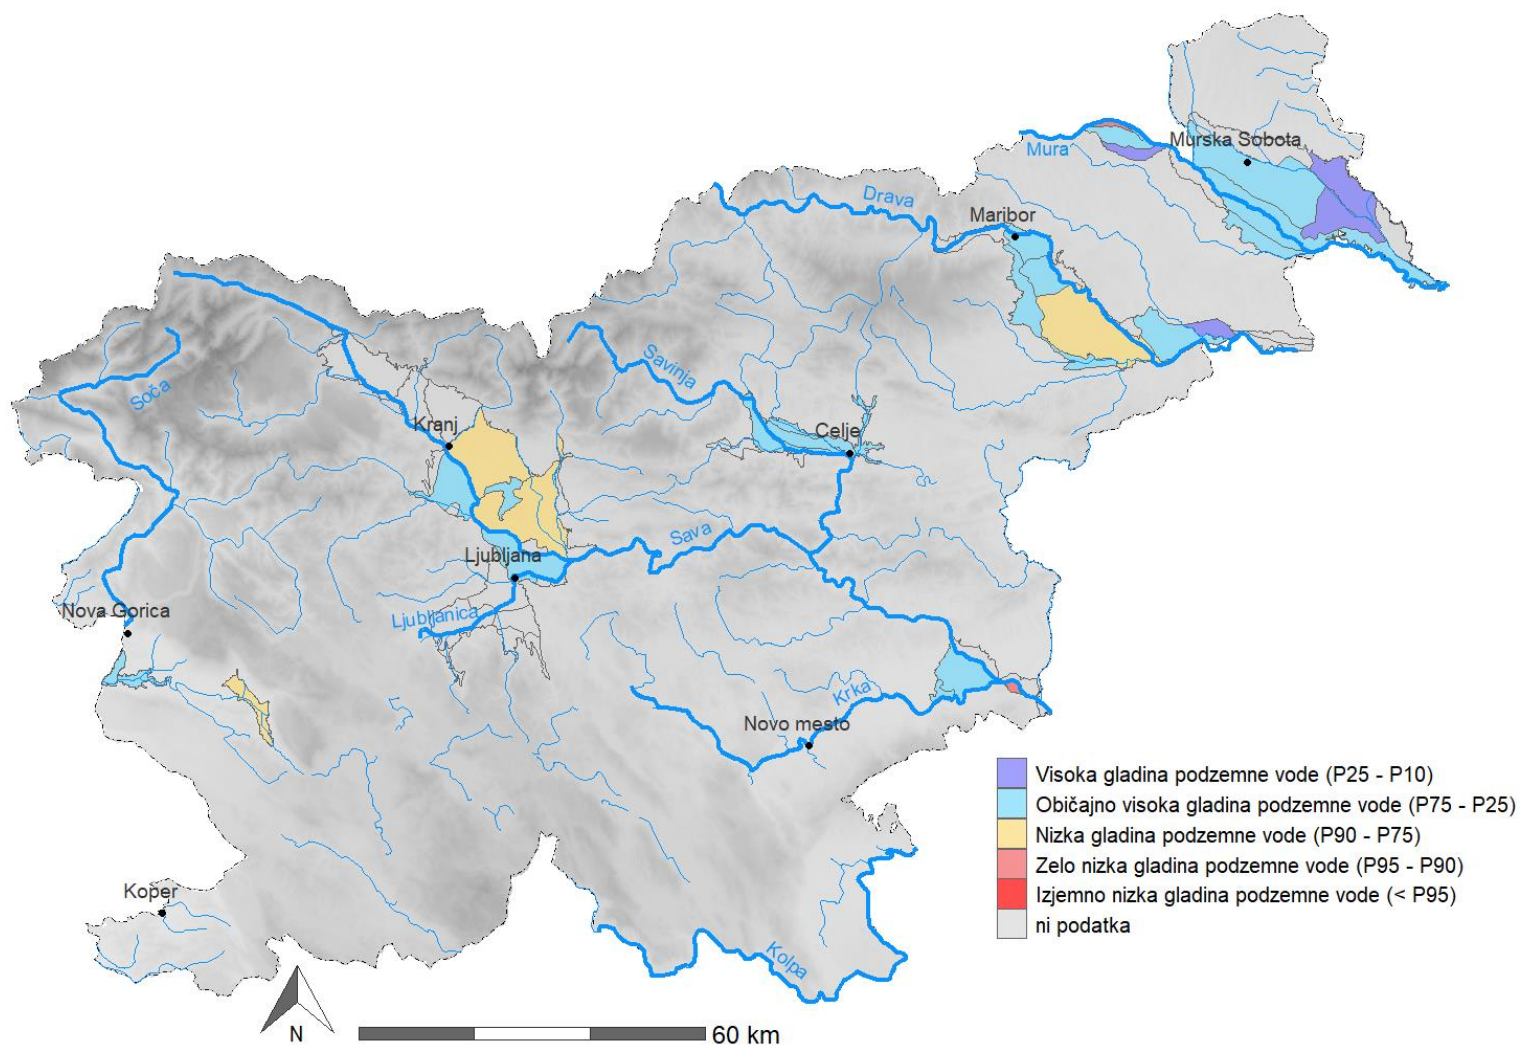 Murska Sobota
Mura
Drava
Maribor
Soča
Savinja
Kranj
Celje
Sava
Ljubljana
Nova Gorica
Ljubljanica
Krka
Novo mesto
Visoka gladina podzemne vode (P25 - P10)
Običajno visoka gladina podzemne vode (P75 - P25)
Nizka gladina podzemne vode (P90 - P75)
Zelo nizka gladina podzemne vode (P95 - P90)
Izjemno nizka gladina podzemne vode (< P95)
ni podatka
Koper
Kolpa
N
60 km